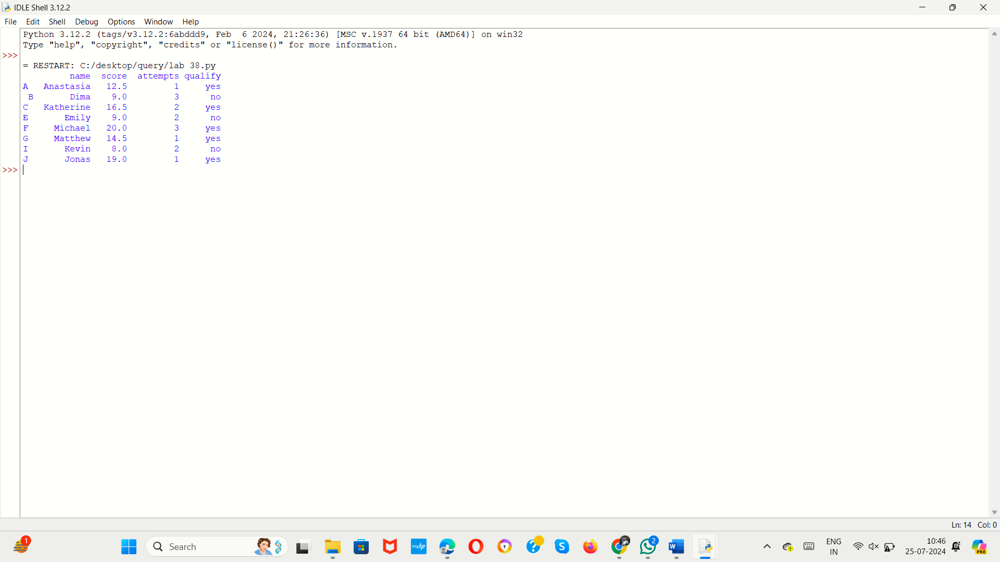 IDLE Shell 3.12.2
File Edit Shell Debug Options Window Help
Python 3.12.2 (tags/v3.12.2:6abddd9, Feb  6 2024, 21:26:36) [MSC v.1937 64 bit (AMD64)] on win32
Type "help", "copyright", "credits" or "license()" for more information.
>>>
= RESTART: C:/desktop/query/lab 38.py
         name  score  attempts qualify
A   Anastasia   12.5         1     yes
 B       Dima    9.0         3      no
C   Katherine   16.5         2     yes
E       Emily    9.0         2      no
F     Michael   20.0         3     yes
G     Matthew   14.5         1     yes
I       Kevin    8.0         2      no
J       Jonas   19.0         1     yes
>>>
Ln: 14 Col: 0
1
Search
myhp
2
ENG
IN
10:46
25-07-2024
PRE